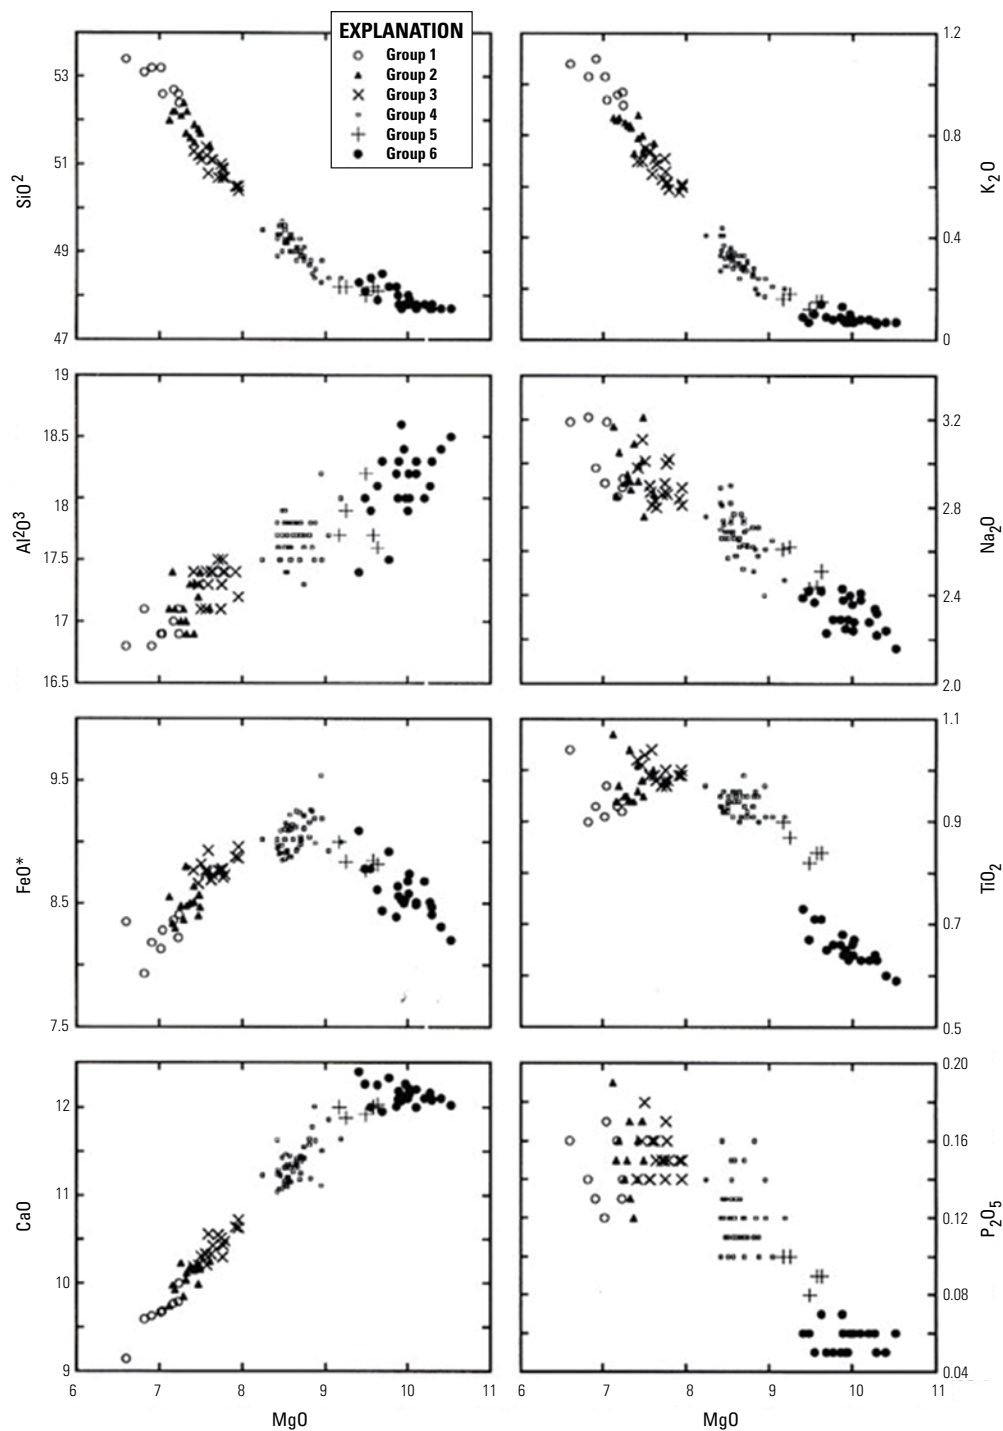 EXPLANATION
Group 1
Group 2
Group 3
Group 4
Group 5
Group 6
53
51
49
47
SiO²
1.2
0.8
0.4
0
K₂O
19
18.5
18
17.5
17
16.5
Al²O³
3.2
2.8
2.4
2.0
Na₂O
9.5
8.5
7.5
FeO*
1.1
0.9
0.7
0.5
TiO₂
12
11
10
9
CaO
0.20
0.16
0.12
0.08
0.04
P₂O₅
6 7 8 9 10 11
MgO
6 7 8 9 10 11
MgO